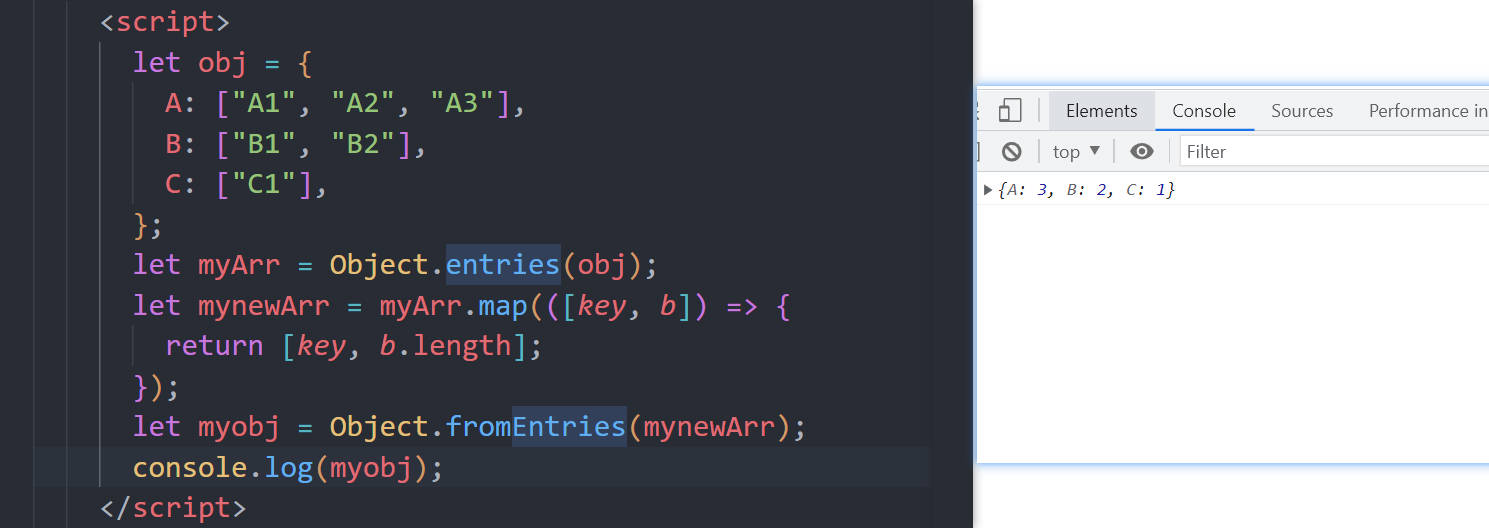 <script>
let obj = {
A: ["A1", "A2", "A3"],
B: ["B1", "B2"],
C: ["C1"],
};
let myArr = Object.entries(obj);
let mynewArr = myArr.map(([key, b]) => {
return [key, b.length];
});
let myobj = Object.fromEntries(mynewArr);
console.log(myobj);
</script>
Elements Console Sources Performance in
top ▼ Filter
▶ {A: 3, B: 2, C: 1}